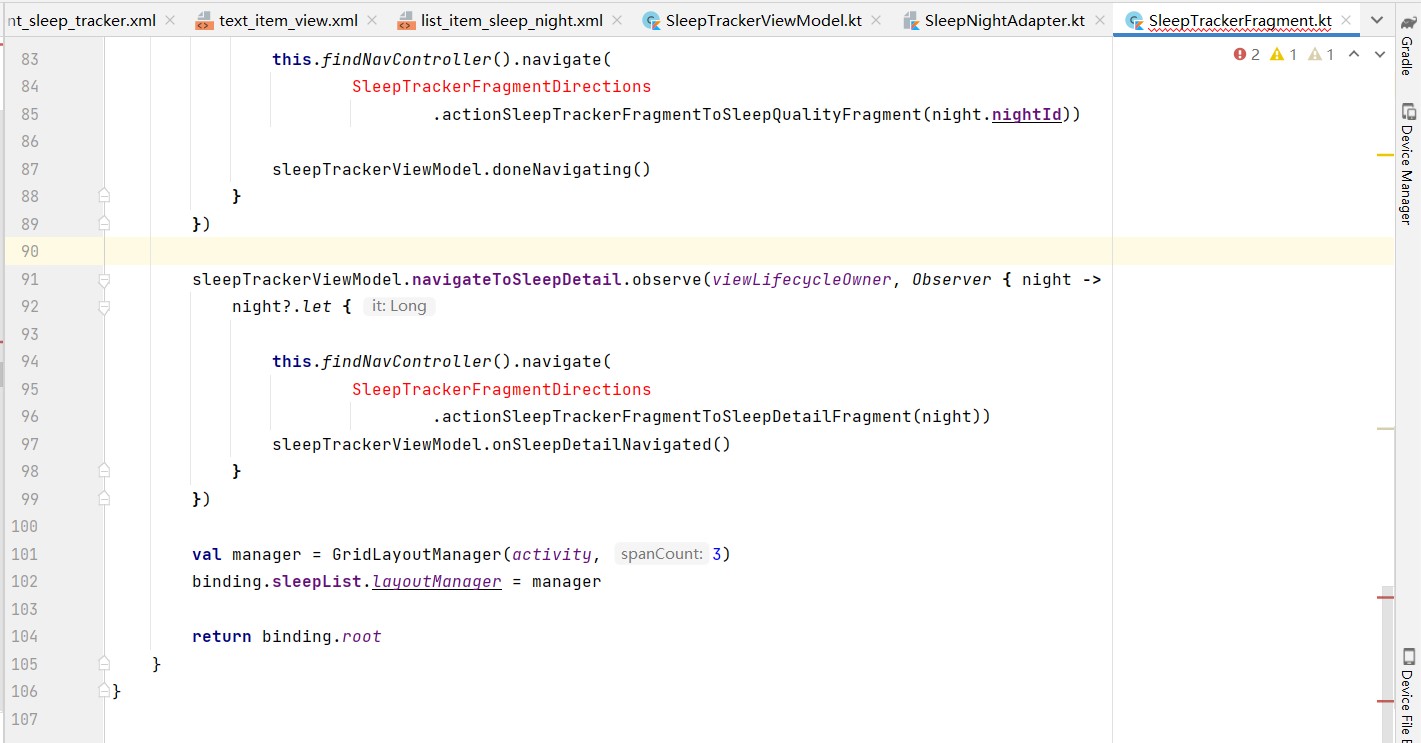 nt_sleep_tracker.xml text_item_view.xml list_item_sleep_night.xml SleepTrackerViewModel.kt SleepNightAdapter.kt SleepTrackerFragment.kt
2 1 1
83 this.findNavController().navigate(
84 SleepTrackerFragmentDirections
85 .actionSleepTrackerFragmentToSleepQualityFragment(night.nightId))
86
87 sleepTrackerViewModel.doneNavigating()
88 }
89 })
90
91 sleepTrackerViewModel.navigateToSleepDetail.observe(viewLifecycleOwner, Observer { night ->
92 night?.let { it: Long
93
94 this.findNavController().navigate(
95 SleepTrackerFragmentDirections
96 .actionSleepTrackerFragmentToSleepDetailFragment(night))
97 sleepTrackerViewModel.onSleepDetailNavigated()
98 }
99 })
100
101 val manager = GridLayoutManager(activity, spanCount: 3)
102 binding.sleepList.layoutManager = manager
103
104 return binding.root
105 }
106 }
107
Gradle
Device Manager
Device File